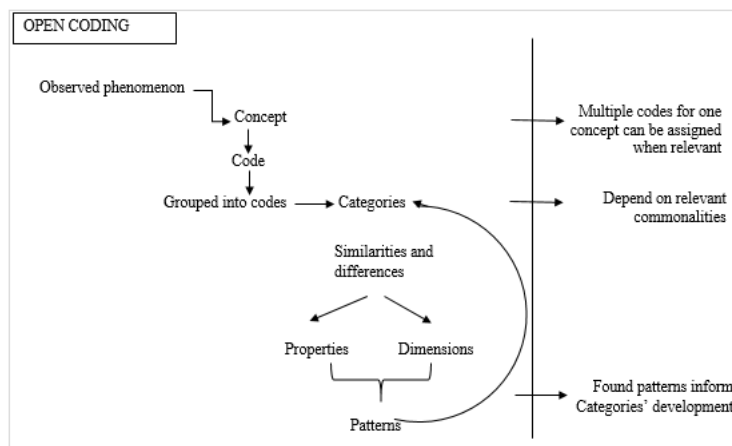 OPEN CODING
Observed phenomenon
Concept
Code
Grouped into codes
Categories
Similarities and
differences
Properties
Dimensions
Patterns
Multiple codes for one
concept can be assigned
when relevant
Depend on relevant
commonalities
Found patterns inform
Categories’ development